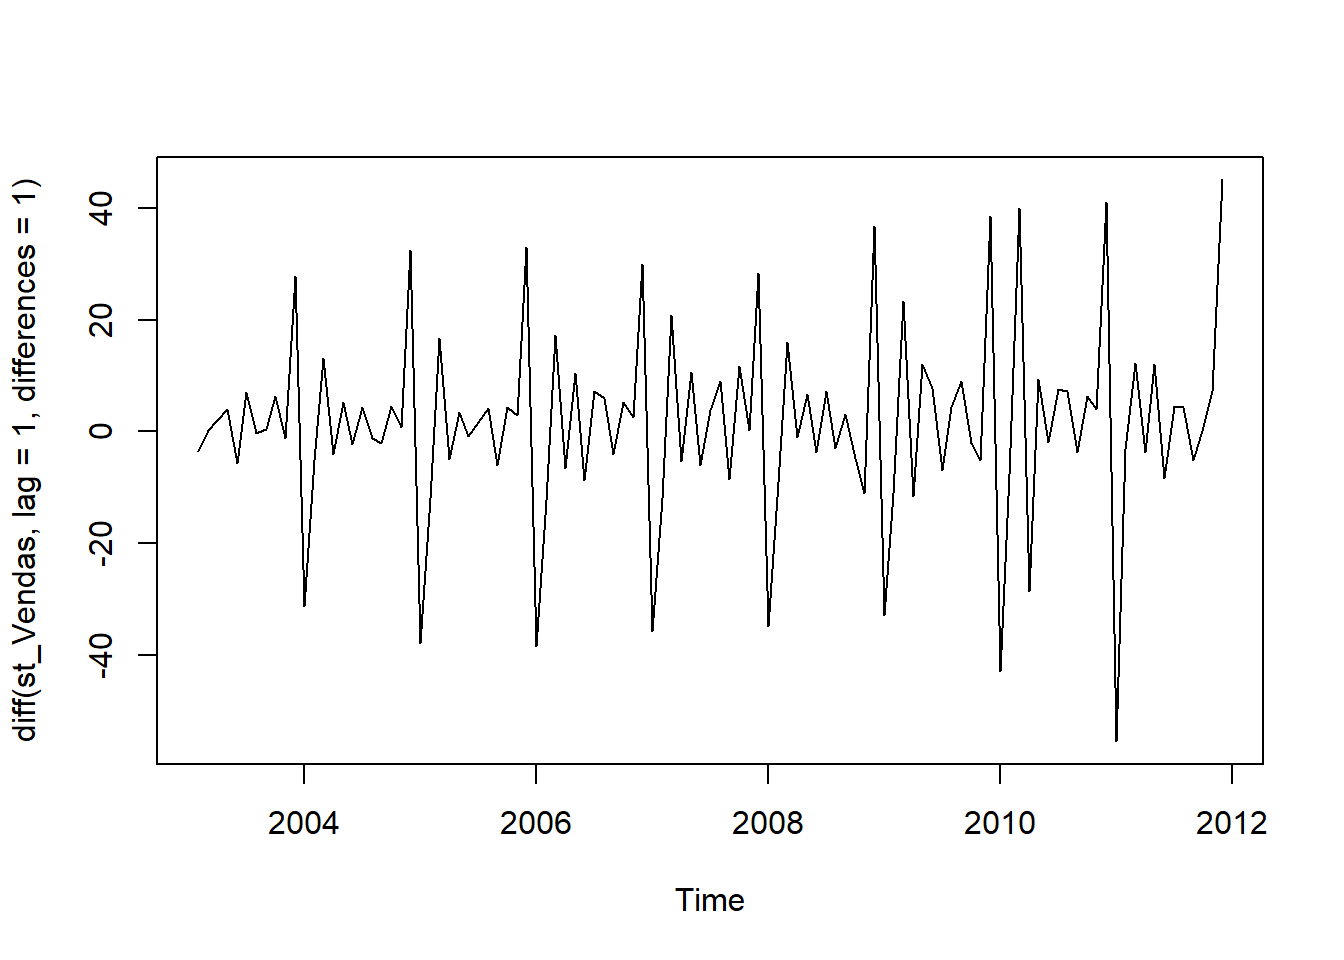 diff(st_Vendas, lag = 1, differences = 1)
40
20
0
-20
-40
2004 2006 2008 2010 2012
Time